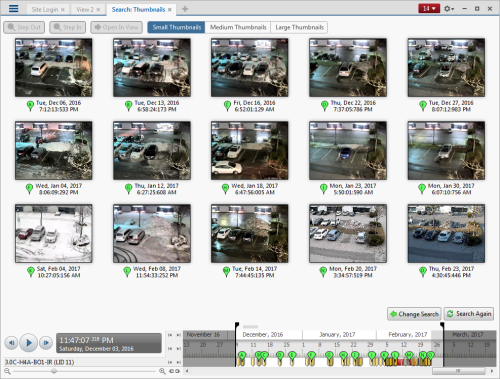 Site Login
View 2
Search: Thumbnails
14
Step Out
Step In
Open In View
Small Thumbnails
Medium Thumbnails
Large Thumbnails
Tue, Dec 06, 2016
7:12:13:533 PM
Tue, Dec 13, 2016
6:58:24:173 PM
Fri, Dec 16, 2016
6:52:01:129 AM
Thu, Dec 22, 2016
7:37:05:786 PM
Tue, Dec 27, 2016
8:07:12:983 PM
Wed, Jan 04, 2017
8:06:09:292 PM
Thu, Jan 12, 2017
6:27:25:608 AM
Wed, Jan 18, 2017
6:47:56:005 AM
Mon, Jan 23, 2017
5:50:01:590 AM
Mon, Jan 30, 2017
6:07:10:756 AM
Sat, Feb 04, 2017
10:27:05:156 AM
Wed, Feb 08, 2017
11:54:33:252 PM
Tue, Feb 14, 2017
7:44:45:135 PM
Mon, Feb 20, 2017
3:34:57:519 PM
Thu, Feb 23, 2017
4:30:45:446 PM
Change Search
Search Again
11:47:07.218 PM
Saturday, December 03, 2016
November 16
December, 2016
January, 2017
February, 2017
March, 2017
3.0C-H4A-BO1-IR (LID 11)